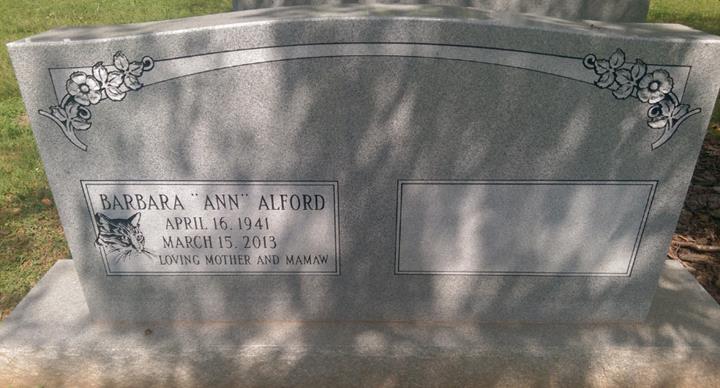 BARBARA "ANN" ALFORD
APRIL 16, 1941
MARCH 15, 2013
LOVING MOTHER AND MAMAW